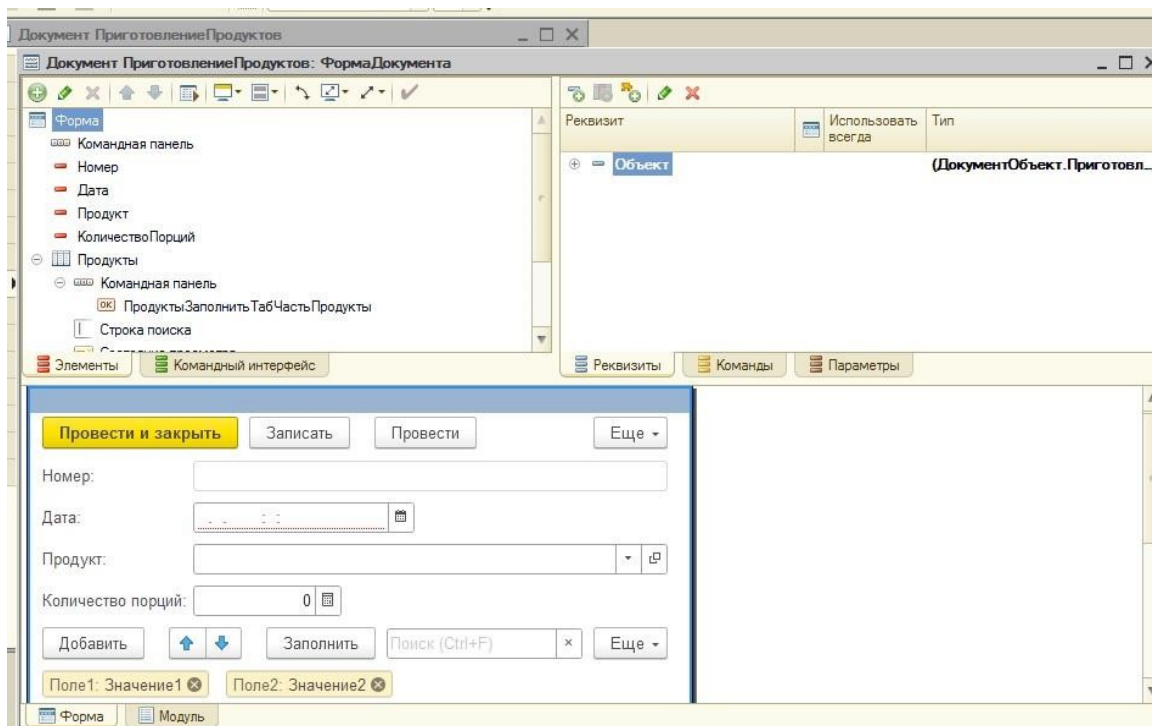 Документ ПриготовлениеПродуктов
Документ ПриготовлениеПродуктов: ФормаДокумента
Форма
Командная панель
Номер
Дата
Продукт
КоличествоПорций
Продукты
Командная панель
OK ПродуктыЗаполнитьТабЧастьПродукты
Строка поиска
Элементы Командный интерфейс
Реквизит Использовать всегда Тип
Объект (ДокументОбъект.Приготовл...
Реквизиты Команды Параметры
Провести и закрыть Записать Провести Еще
Номер:
Дата: . . : :
Продукт:
Количество порций: 0
Добавить Заполнить Поиск (Ctrl+F) × Еще
Поле1: Значение1 Поле2: Значение2
Форма Модуль